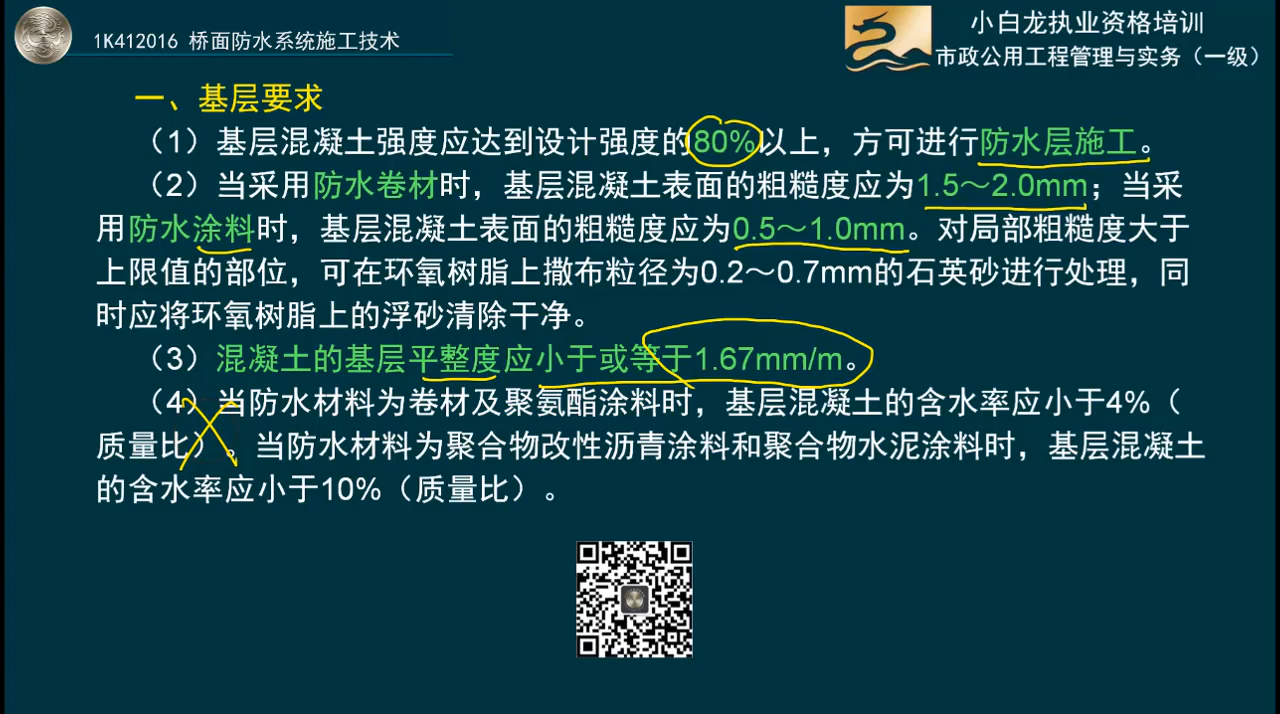 1K412016 桥面防水系统施工技术
小白龙执业资格培训
市政公用工程管理与实务（一级）
一、基层要求
（1）基层混凝土强度应达到设计强度的80%以上，方可进行防水层施工。
（2）当采用防水卷材时，基层混凝土表面的粗糙度应为1.5～2.0mm；当采
用防水涂料时，基层混凝土表面的粗糙度应为0.5～1.0mm。对局部粗糙度大于
上限值的部位，可在环氧树脂上撒布粒径为0.2～0.7mm的石英砂进行处理，同
时应将环氧树脂上的浮砂清除干净。
（3）混凝土的基层平整度应小于或等于1.67mm/m。
（4）当防水材料为卷材及聚氨酯涂料时，基层混凝土的含水率应小于4%（
质量比）。当防水材料为聚合物改性沥青涂料和聚合物水泥涂料时，基层混凝土
的含水率应小于10%（质量比）。